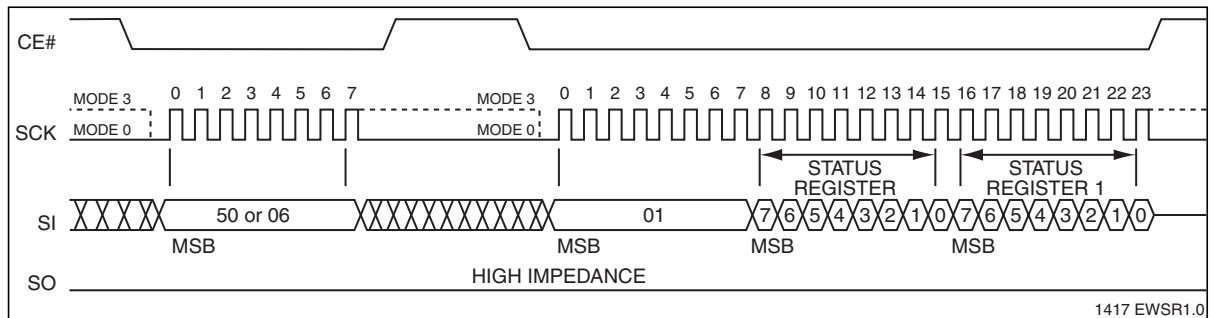 CE#
0 1 2 3 4 5 6 7 0 1 2 3 4 5 6 7 8 9 10 11 12 13 14 15 16 17 18 19 20 21 22 23
MODE 3 MODE 3
SCK MODE 0 MODE 0
STATUS STATUS
REGISTER REGISTER 1
SI 50 or 06 01 7 6 5 4 3 2 1 0 7 6 5 4 3 2 1 0
MSB MSB MSB MSB
HIGH IMPEDANCE
SO
1417 EWSR1.0